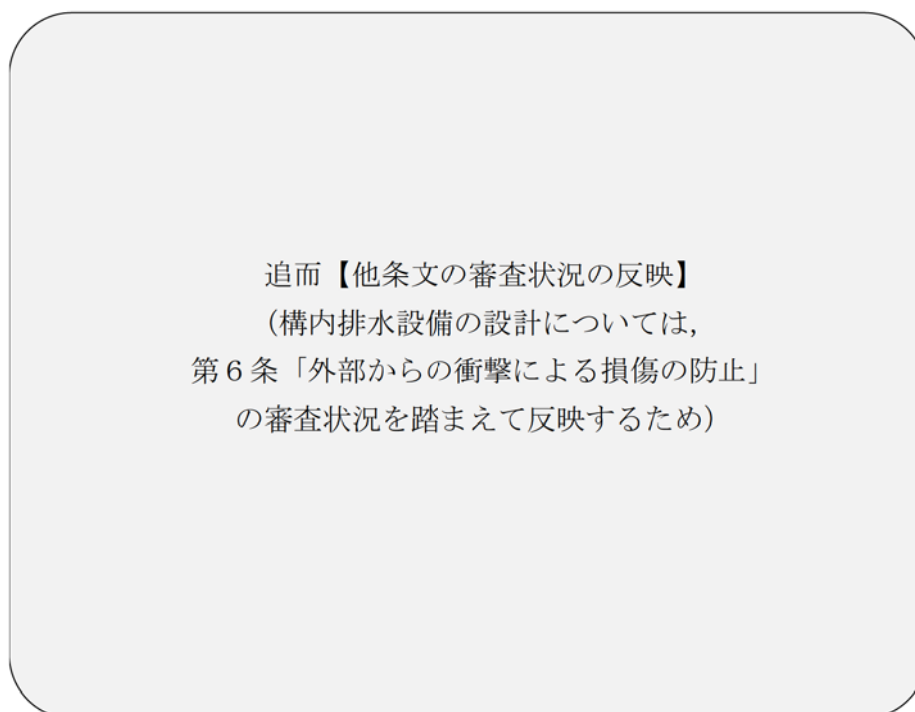 追而【他条文の審査状況の反映】
（構内排水設備の設計については，
第６条「外部からの衝撃による損傷の防止」
の審査状況を踏まえて反映するため）